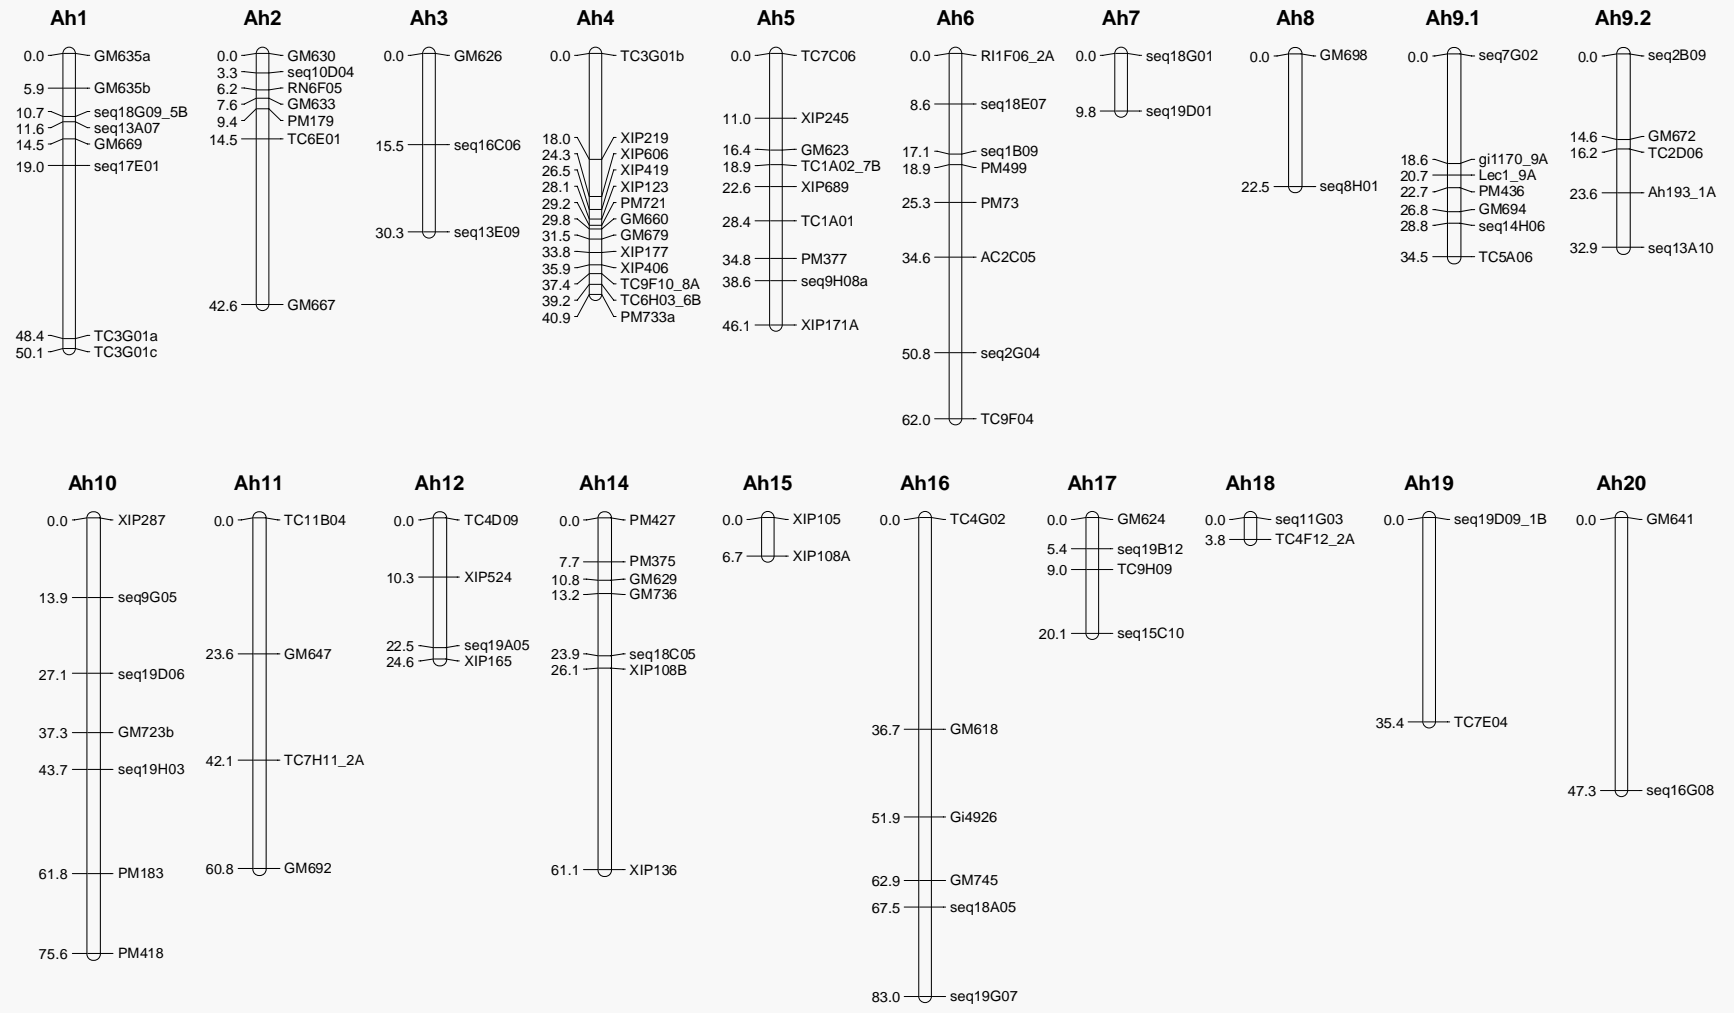 Ah1
0.0 GM635a
5.9 GM635b
10.7 seq18G09_5B
11.6 seq13A07
14.5 GM669
19.0 seq17E01
48.4 TC3G01a
50.1 TC3G01c
Ah2
0.0 GM630
3.3 seq10D04
6.2 RN6F05
7.6 GM633
9.4 PM179
14.5 TC6E01
42.6 GM667
Ah3
0.0 GM626
15.5 seq16C06
30.3 seq13E09
Ah4
0.0 TC3G01b
18.0 XIP219
24.3 XIP606
26.5 XIP419
28.1 XIP123
29.2 PM721
29.8 GM660
31.5 GM679
33.8 XIP177
35.9 XIP406
37.4 TC9F10_8A
39.2 TC6H03_6B
40.9 PM733a
Ah5
0.0 TC7C06
11.0 XIP245
16.4 GM623
18.9 TC1A02_7B
22.6 XIP689
28.4 TC1A01
34.8 PM377
38.6 seq9H08a
46.1 XIP171A
Ah6
0.0 RI1F06_2A
8.6 seq18E07
17.1 seq1B09
18.9 PM499
25.3 PM73
34.6 AC2C05
50.8 seq2G04
62.0 TC9F04
Ah7
0.0 seq18G01
9.8 seq19D01
Ah8
0.0 GM698
22.5 seq8H01
Ah9.1
0.0 seq7G02
18.6 gi1170_9A
20.7 Lec1_9A
22.7 PM436
26.8 GM694
28.8 seq14H06
34.5 TC5A06
Ah9.2
0.0 seq2B09
14.6 GM672
16.2 TC2D06
23.6 Ah193_1A
32.9 seq13A10
Ah10
0.0 XIP287
13.9 seq9G05
27.1 seq19D06
37.3 GM723b
43.7 seq19H03
61.8 PM183
75.6 PM418
Ah11
0.0 TC11B04
23.6 GM647
42.1 TC7H11_2A
60.8 GM692
Ah12
0.0 TC4D09
10.3 XIP524
22.5 seq19A05
24.6 XIP165
Ah14
0.0 PM427
7.7 PM375
10.8 GM629
13.2 GM736
23.9 seq18C05
26.1 XIP108B
61.1 XIP136
Ah15
0.0 XIP105
6.7 XIP108A
Ah16
0.0 TC4G02
36.7 GM618
51.9 Gi4926
62.9 GM745
67.5 seq18A05
83.0 seq19G07
Ah17
0.0 GM624
5.4 seq19B12
9.0 TC9H09
20.1 seq15C10
Ah18
0.0 seq11G03
3.8 TC4F12_2A
Ah19
0.0 seq19D09_1B
35.4 TC7E04
Ah20
0.0 GM641
47.3 seq16G08